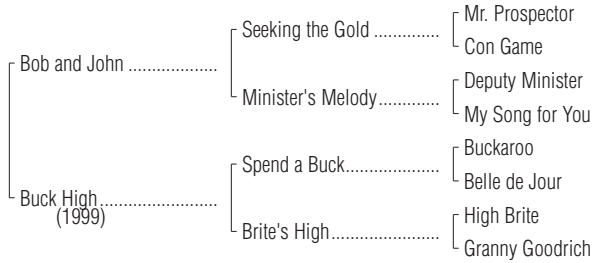 Mr. Prospector
Seeking the Gold ..............
Con Game
Bob and John ...................
Deputy Minister
Minister's Melody.............
My Song for You
Buckaroo
Spend a Buck....................
Belle de Jour
Buck High.........................
(1999)
High Brite
Brite's High.......................
Granny Goodrich